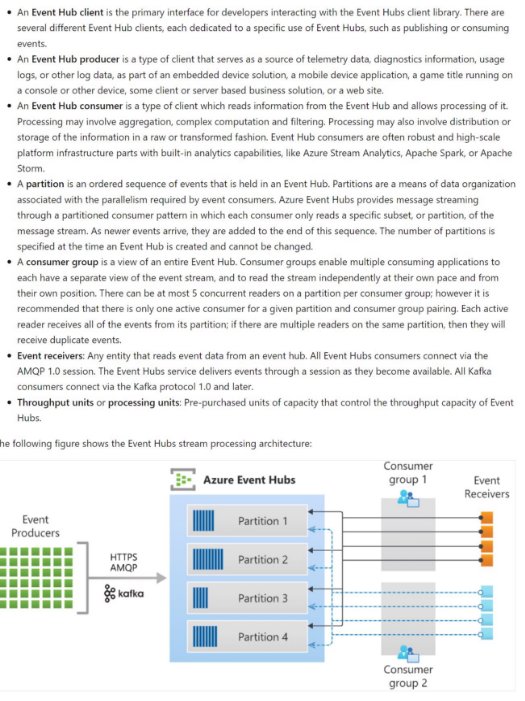 • An Event Hub client is the primary interface for developers interacting with the Event Hubs client library. There are
several different Event Hub clients, each dedicated to a specific use of Event Hubs, such as publishing or consuming
events.
• An Event Hub producer is a type of client that serves as a source of telemetry data, diagnostics information, usage
logs, or other log data, as part of an embedded device solution, a mobile device application, a game title running on
a console or other device, some client or server based business solution, or a web site.
• An Event Hub consumer is a type of client which reads information from the Event Hub and allows processing of it.
Processing may involve aggregation, complex computation and filtering. Processing may also involve distribution or
storage of the information in a raw or transformed fashion. Event Hub consumers are often robust and high-scale
platform infrastructure parts with built-in analytics capabilities, like Azure Stream Analytics, Apache Spark, or Apache
Storm.
• A partition is an ordered sequence of events that is held in an Event Hub. Partitions are a means of data organization
associated with the parallelism required by event consumers. Azure Event Hubs provides message streaming
through a partitioned consumer pattern in which each consumer only reads a specific subset, or partition, of the
message stream. As newer events arrive, they are added to the end of this sequence. The number of partitions is
specified at the time an Event Hub is created and cannot be changed.
• A consumer group is a view of an entire Event Hub. Consumer groups enable multiple consuming applications to
each have a separate view of the event stream, and to read the stream independently at their own pace and from
their own position. There can be at most 5 concurrent readers on a partition per consumer group; however it is
recommended that there is only one active consumer for a given partition and consumer group pairing. Each active
reader receives all of the events from its partition; if there are multiple readers on the same partition, then they will
receive duplicate events.
• Event receivers: Any entity that reads event data from an event hub. All Event Hubs consumers connect via the
AMQP 1.0 session. The Event Hubs service delivers events through a session as they become available. All Kafka
consumers connect via the Kafka protocol 1.0 and later.
• Throughput units or processing units: Pre-purchased units of capacity that control the throughput capacity of Event
Hubs.
he following figure shows the Event Hubs stream processing architecture:
Azure Event Hubs
Consumer
group 1
Event
Receivers
Event
Producers
HTTPS
AMQP
kafka
Partition 1
Partition 2
Partition 3
Partition 4
Consumer
group 2